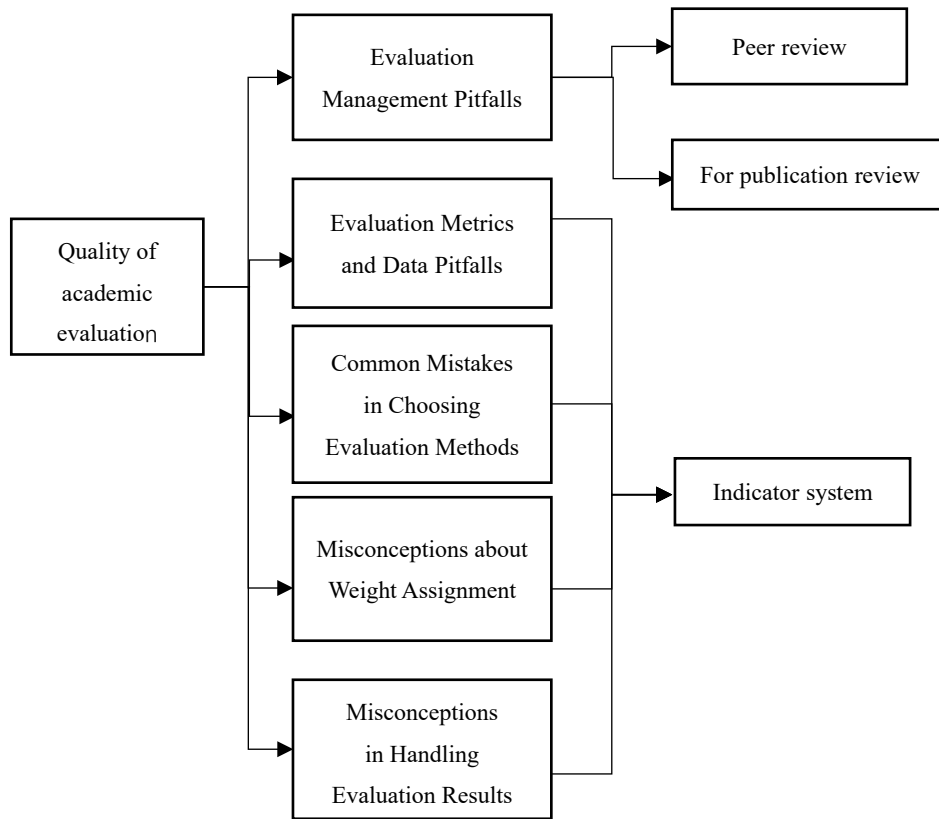 Quality of
academic
evaluation
Evaluation
Management Pitfalls
Evaluation Metrics
and Data Pitfalls
Common Mistakes
in Choosing
Evaluation Methods
Misconceptions about
Weight Assignment
Misconceptions
in Handling
Evaluation Results
Peer review
For publication review
Indicator system